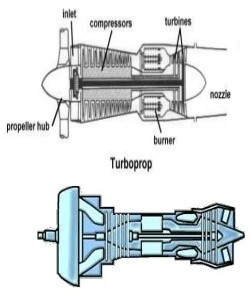 inlet
compressors
turbines
nozzle
propeller hub
burner
Turboprop